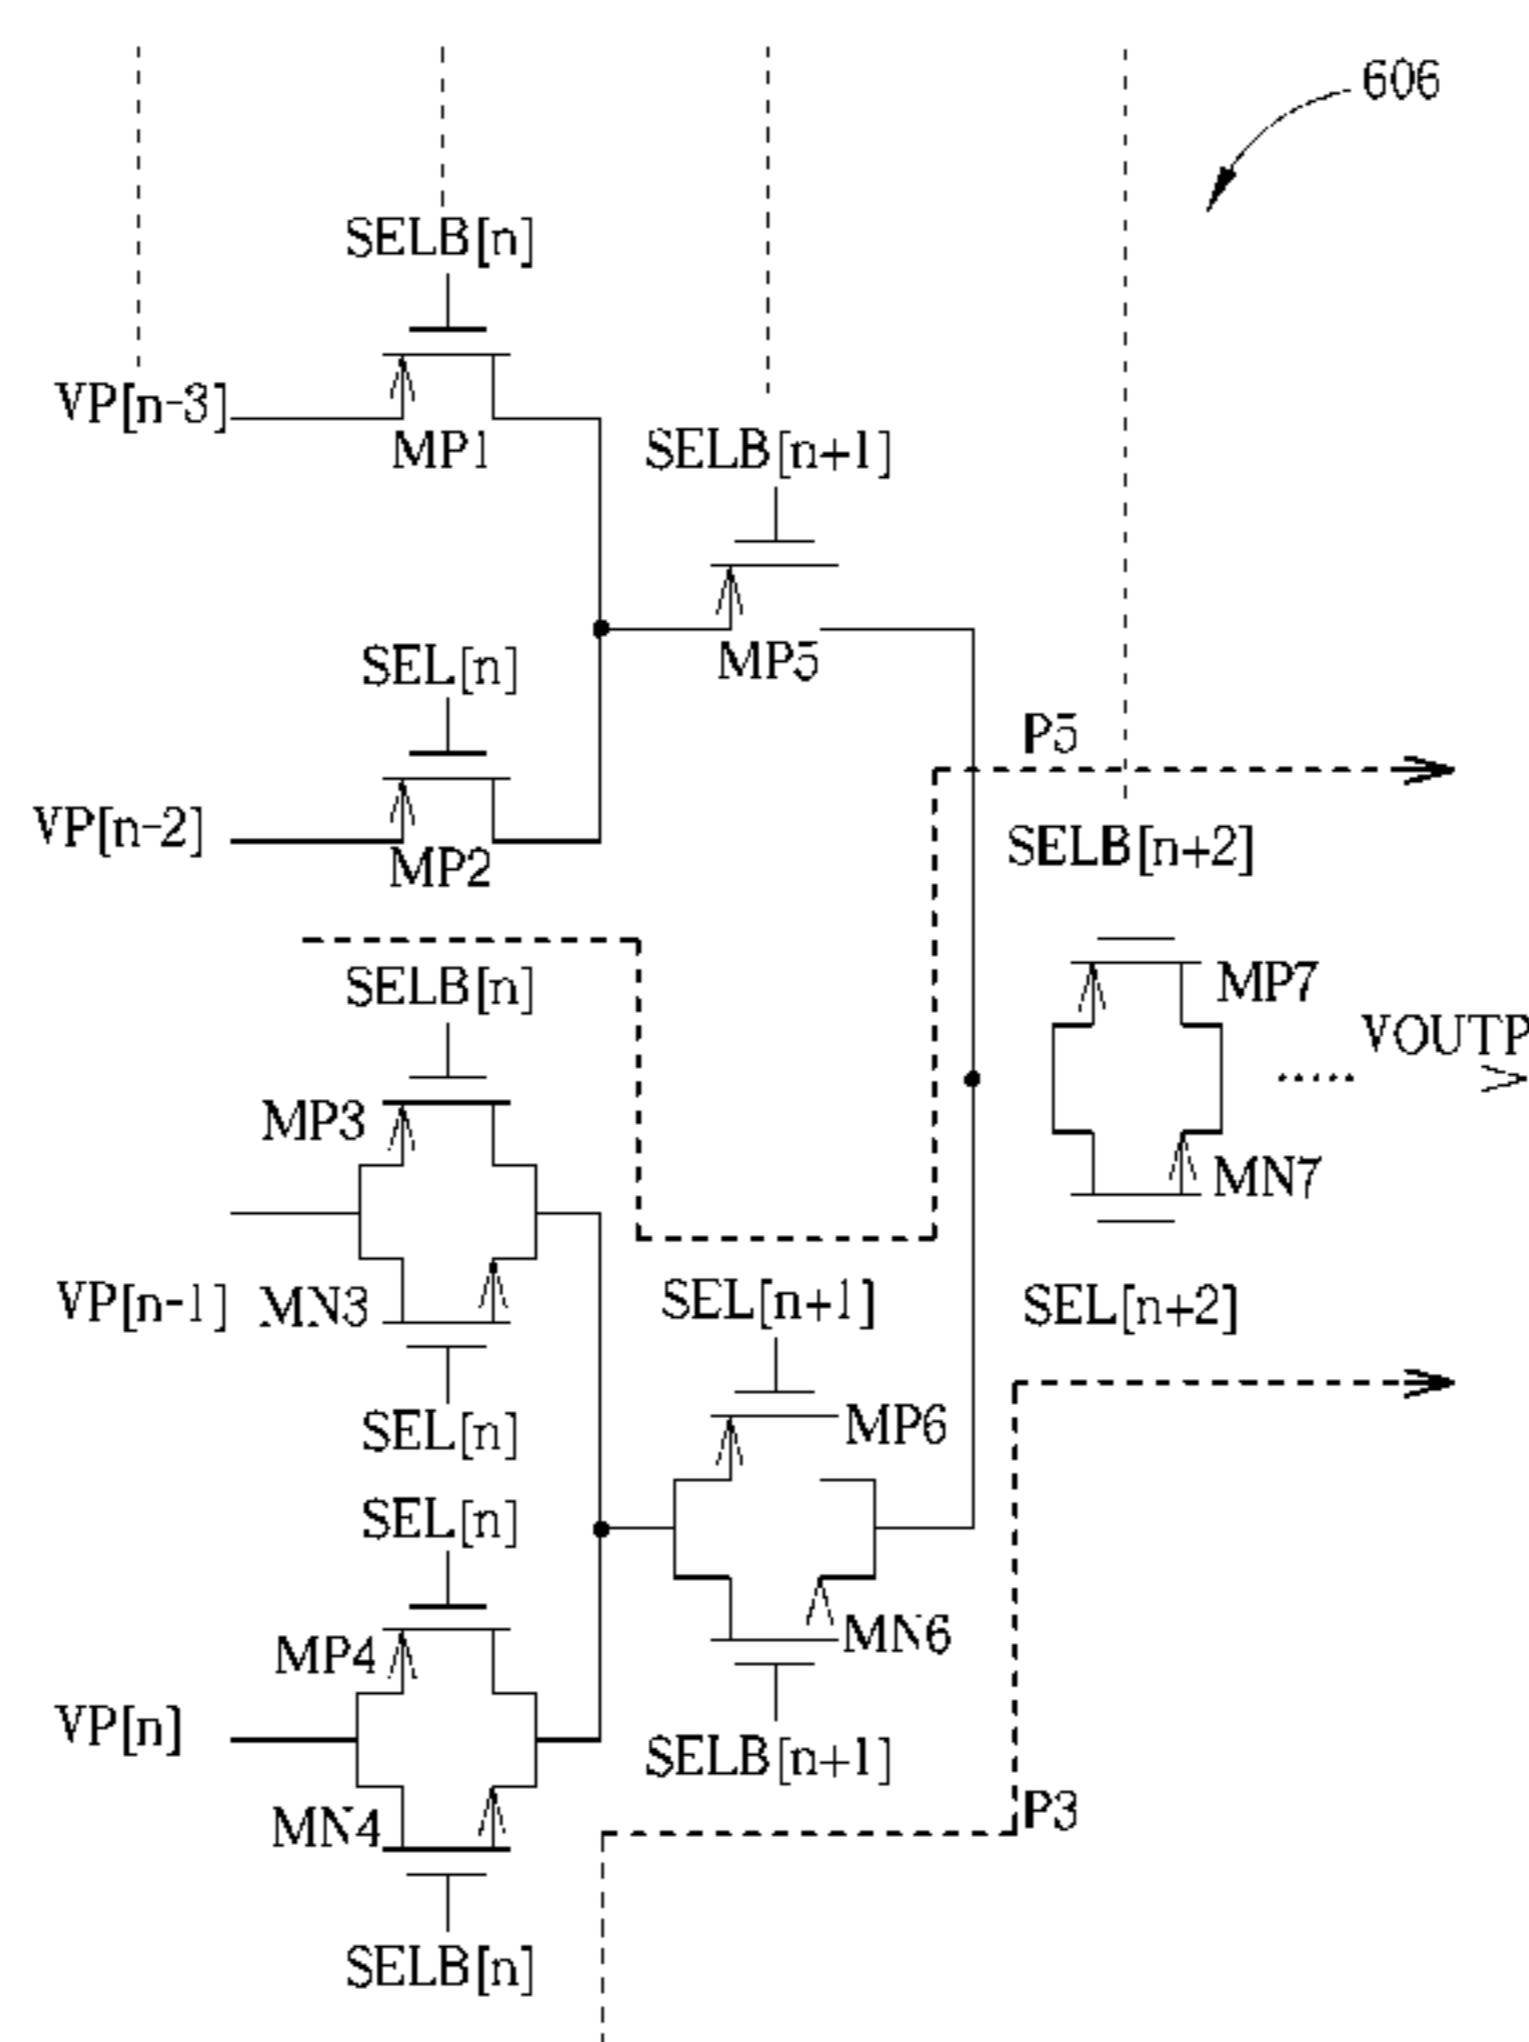 606
SELB[n]
VP[n-3]
MP1
SELB[n+1]
MP5
SEL[n]
VP[n-2]
MP2
P5
SELB[n+2]
SELB[n]
MP7
VOUTP
MP3
MN7
VP[n-1]
MN3
SEL[n+1]
SEL[n+2]
SEL[n]
MP6
SEL[n]
MP4
MN6
VP[n]
SELB[n+1]
MN4
P3
SELB[n]